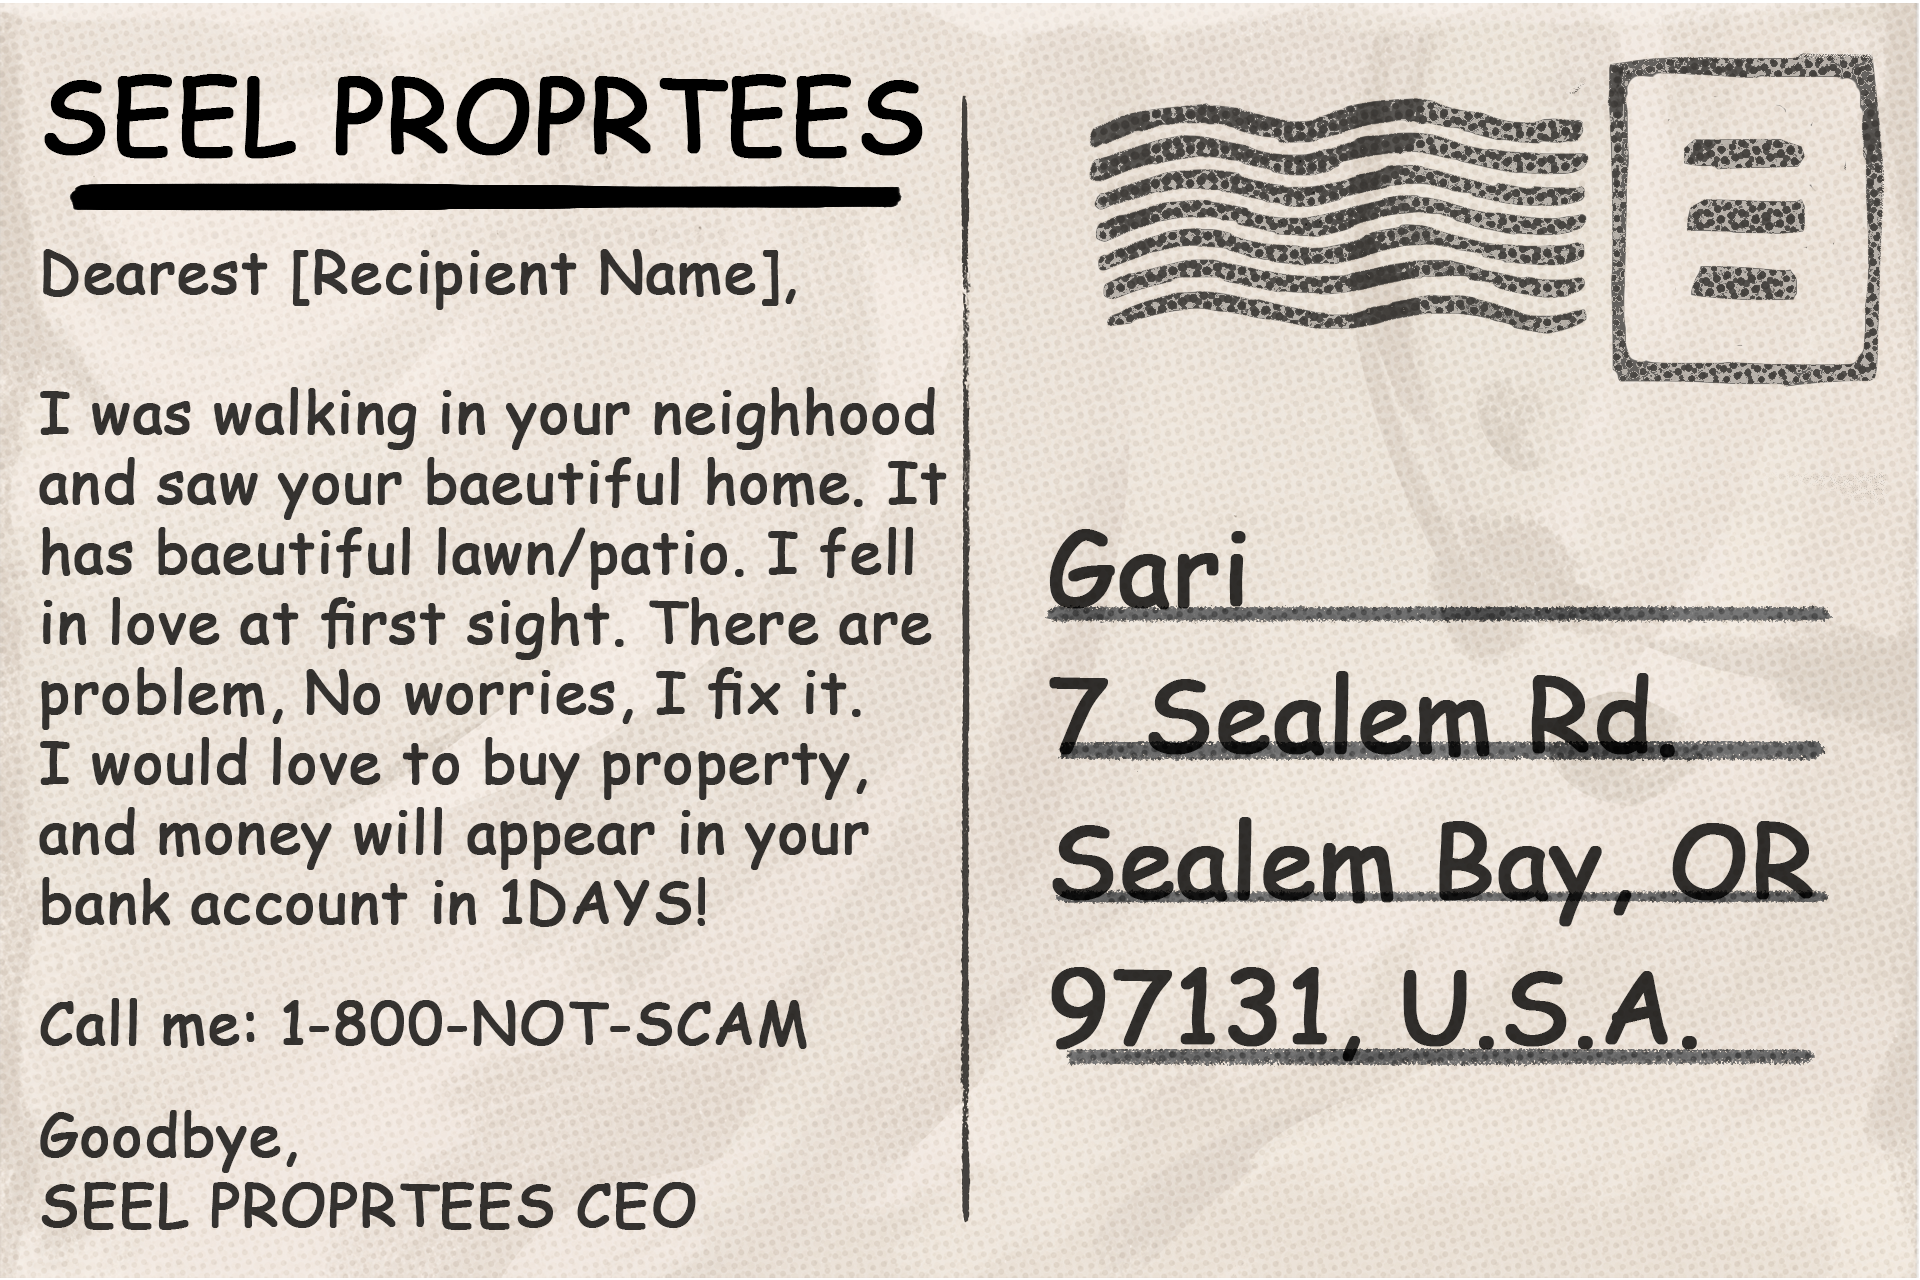 SEEL PROPRTEES
Dearest [Recipient Name],
I was walking in your neighhood
and saw your baeutiful home. It
has baeutiful lawn/patio. I fell
in love at first sight. There are
problem, No worries, I fix it.
I would love to buy property,
and money will appear in your
bank account in 1DAYS!
Call me: 1-800-NOT-SCAM
Goodbye,
SEEL PROPRTEES CEO
Gari
7 Sealem Rd.
Sealem Bay, OR
97131, U.S.A.